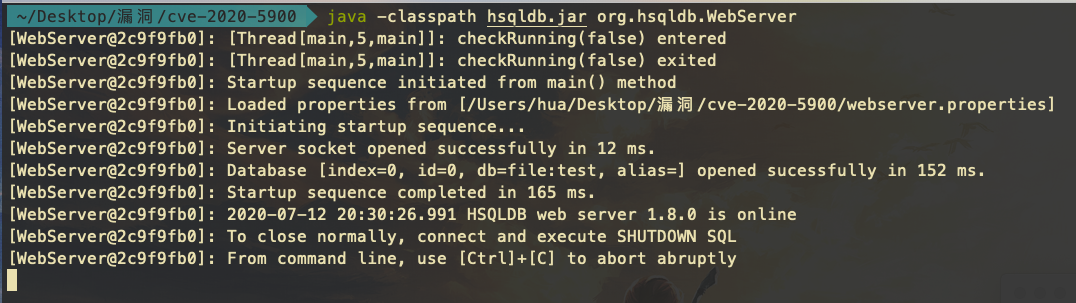 ~/Desktop/漏洞/cve-2020-5900 java -classpath hsqldb.jar org.hsqldb.WebServer
[WebServer@2c9f9fb0]: [Thread[main,5,main]]: checkRunning(false) entered
[WebServer@2c9f9fb0]: [Thread[main,5,main]]: checkRunning(false) exited
[WebServer@2c9f9fb0]: Startup sequence initiated from main() method
[WebServer@2c9f9fb0]: Loaded properties from [/Users/hua/Desktop/漏洞/cve-2020-5900/webserver.properties]
[WebServer@2c9f9fb0]: Initiating startup sequence...
[WebServer@2c9f9fb0]: Server socket opened successfully in 12 ms.
[WebServer@2c9f9fb0]: Database [index=0, id=0, db=file:test, alias=] opened sucessfully in 152 ms.
[WebServer@2c9f9fb0]: Startup sequence completed in 165 ms.
[WebServer@2c9f9fb0]: 2020-07-12 20:30:26.991 HSQLDB web server 1.8.0 is online
[WebServer@2c9f9fb0]: To close normally, connect and execute SHUTDOWN SQL
[WebServer@2c9f9fb0]: From command line, use [Ctrl]+[C] to abort abruptly